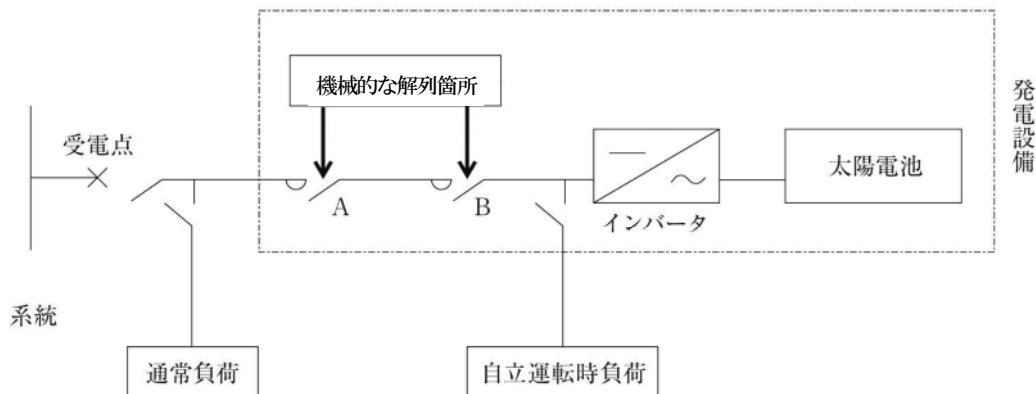 機械的な解列箇所
発電設備
受電点
太陽電池
A
B
インバータ
系統
通常負荷
自立運転時負荷